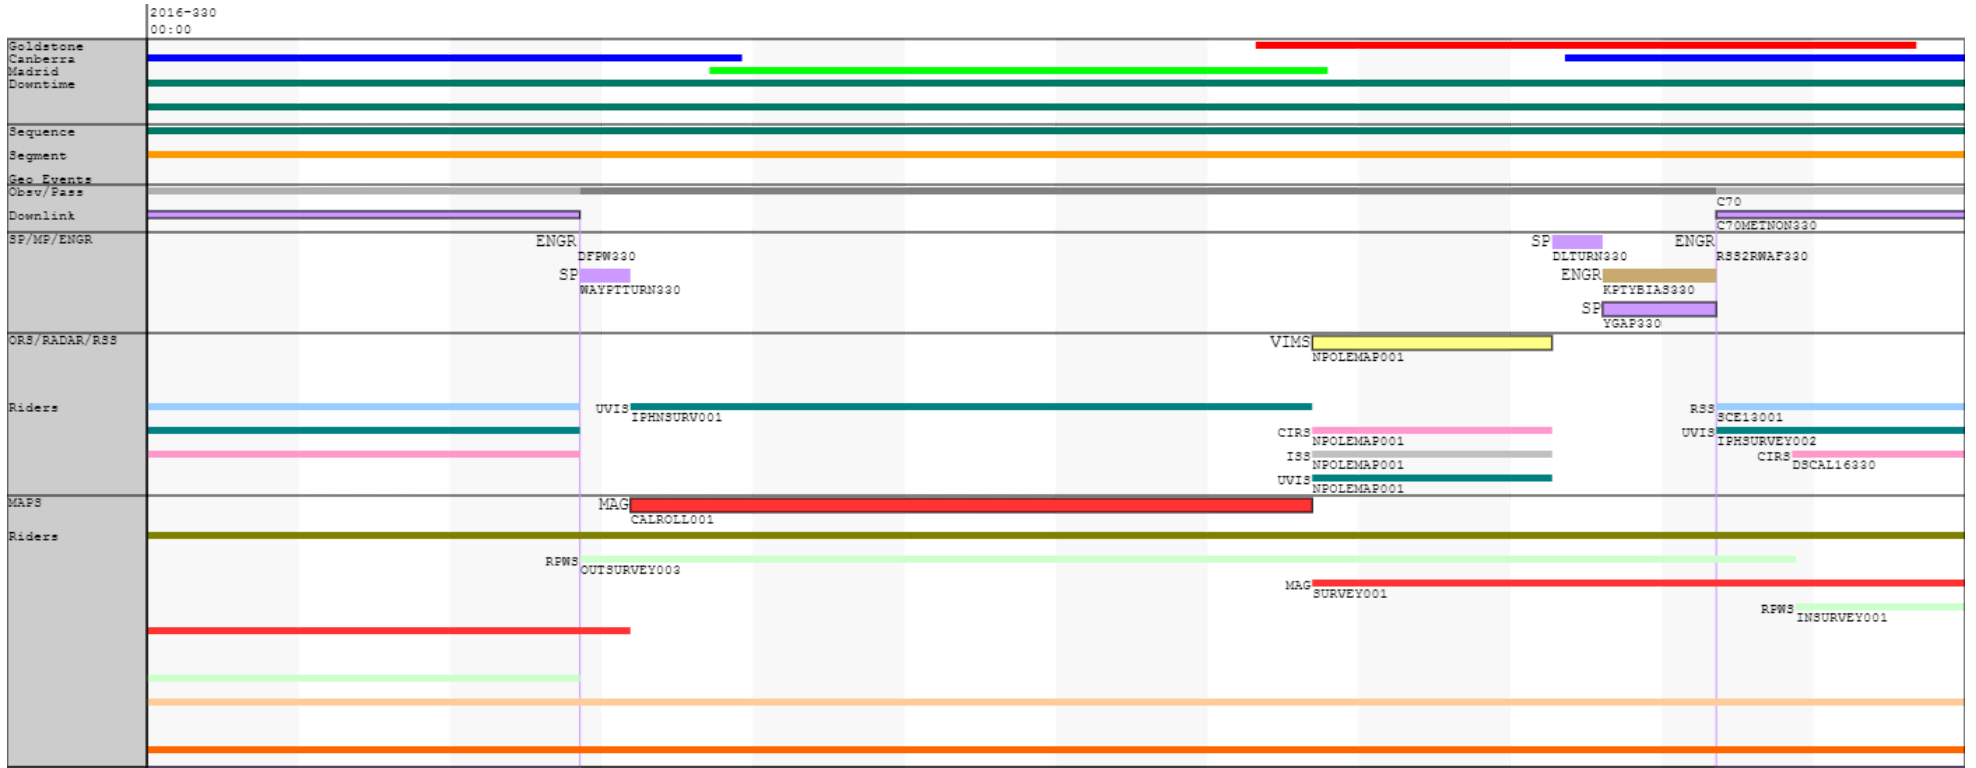 2016-330
00:00
Goldstone
Canberra
Madrid
Downtime
Sequence
Segment
Geo Events
Obsv/Pass
C70
Downlink
C70METNON330
SP/MP/ENGR
ENGR
SP
ENGR
DFPW330
DLTURN330
RSS2RWAF330
SP
ENGR
WAYPTTURN330
KPTYBIAS330
SP
YGAP330
ORS/RADAR/RSS
VIMS
NPOLEMAP001
Riders
UVIS
RSS
IPHNSURV001
SCE13001
CIRS
UVIS
NPOLEMAP001
IPHSURVEY002
ISS
CIRS
NPOLEMAP001
DSCAL16330
UVIS
NPOLEMAP001
MAPS
MAG
CALROLL001
Riders
RPWS
OUTSURVEY003
MAG
SURVEY001
RPWS
INSURVEY001